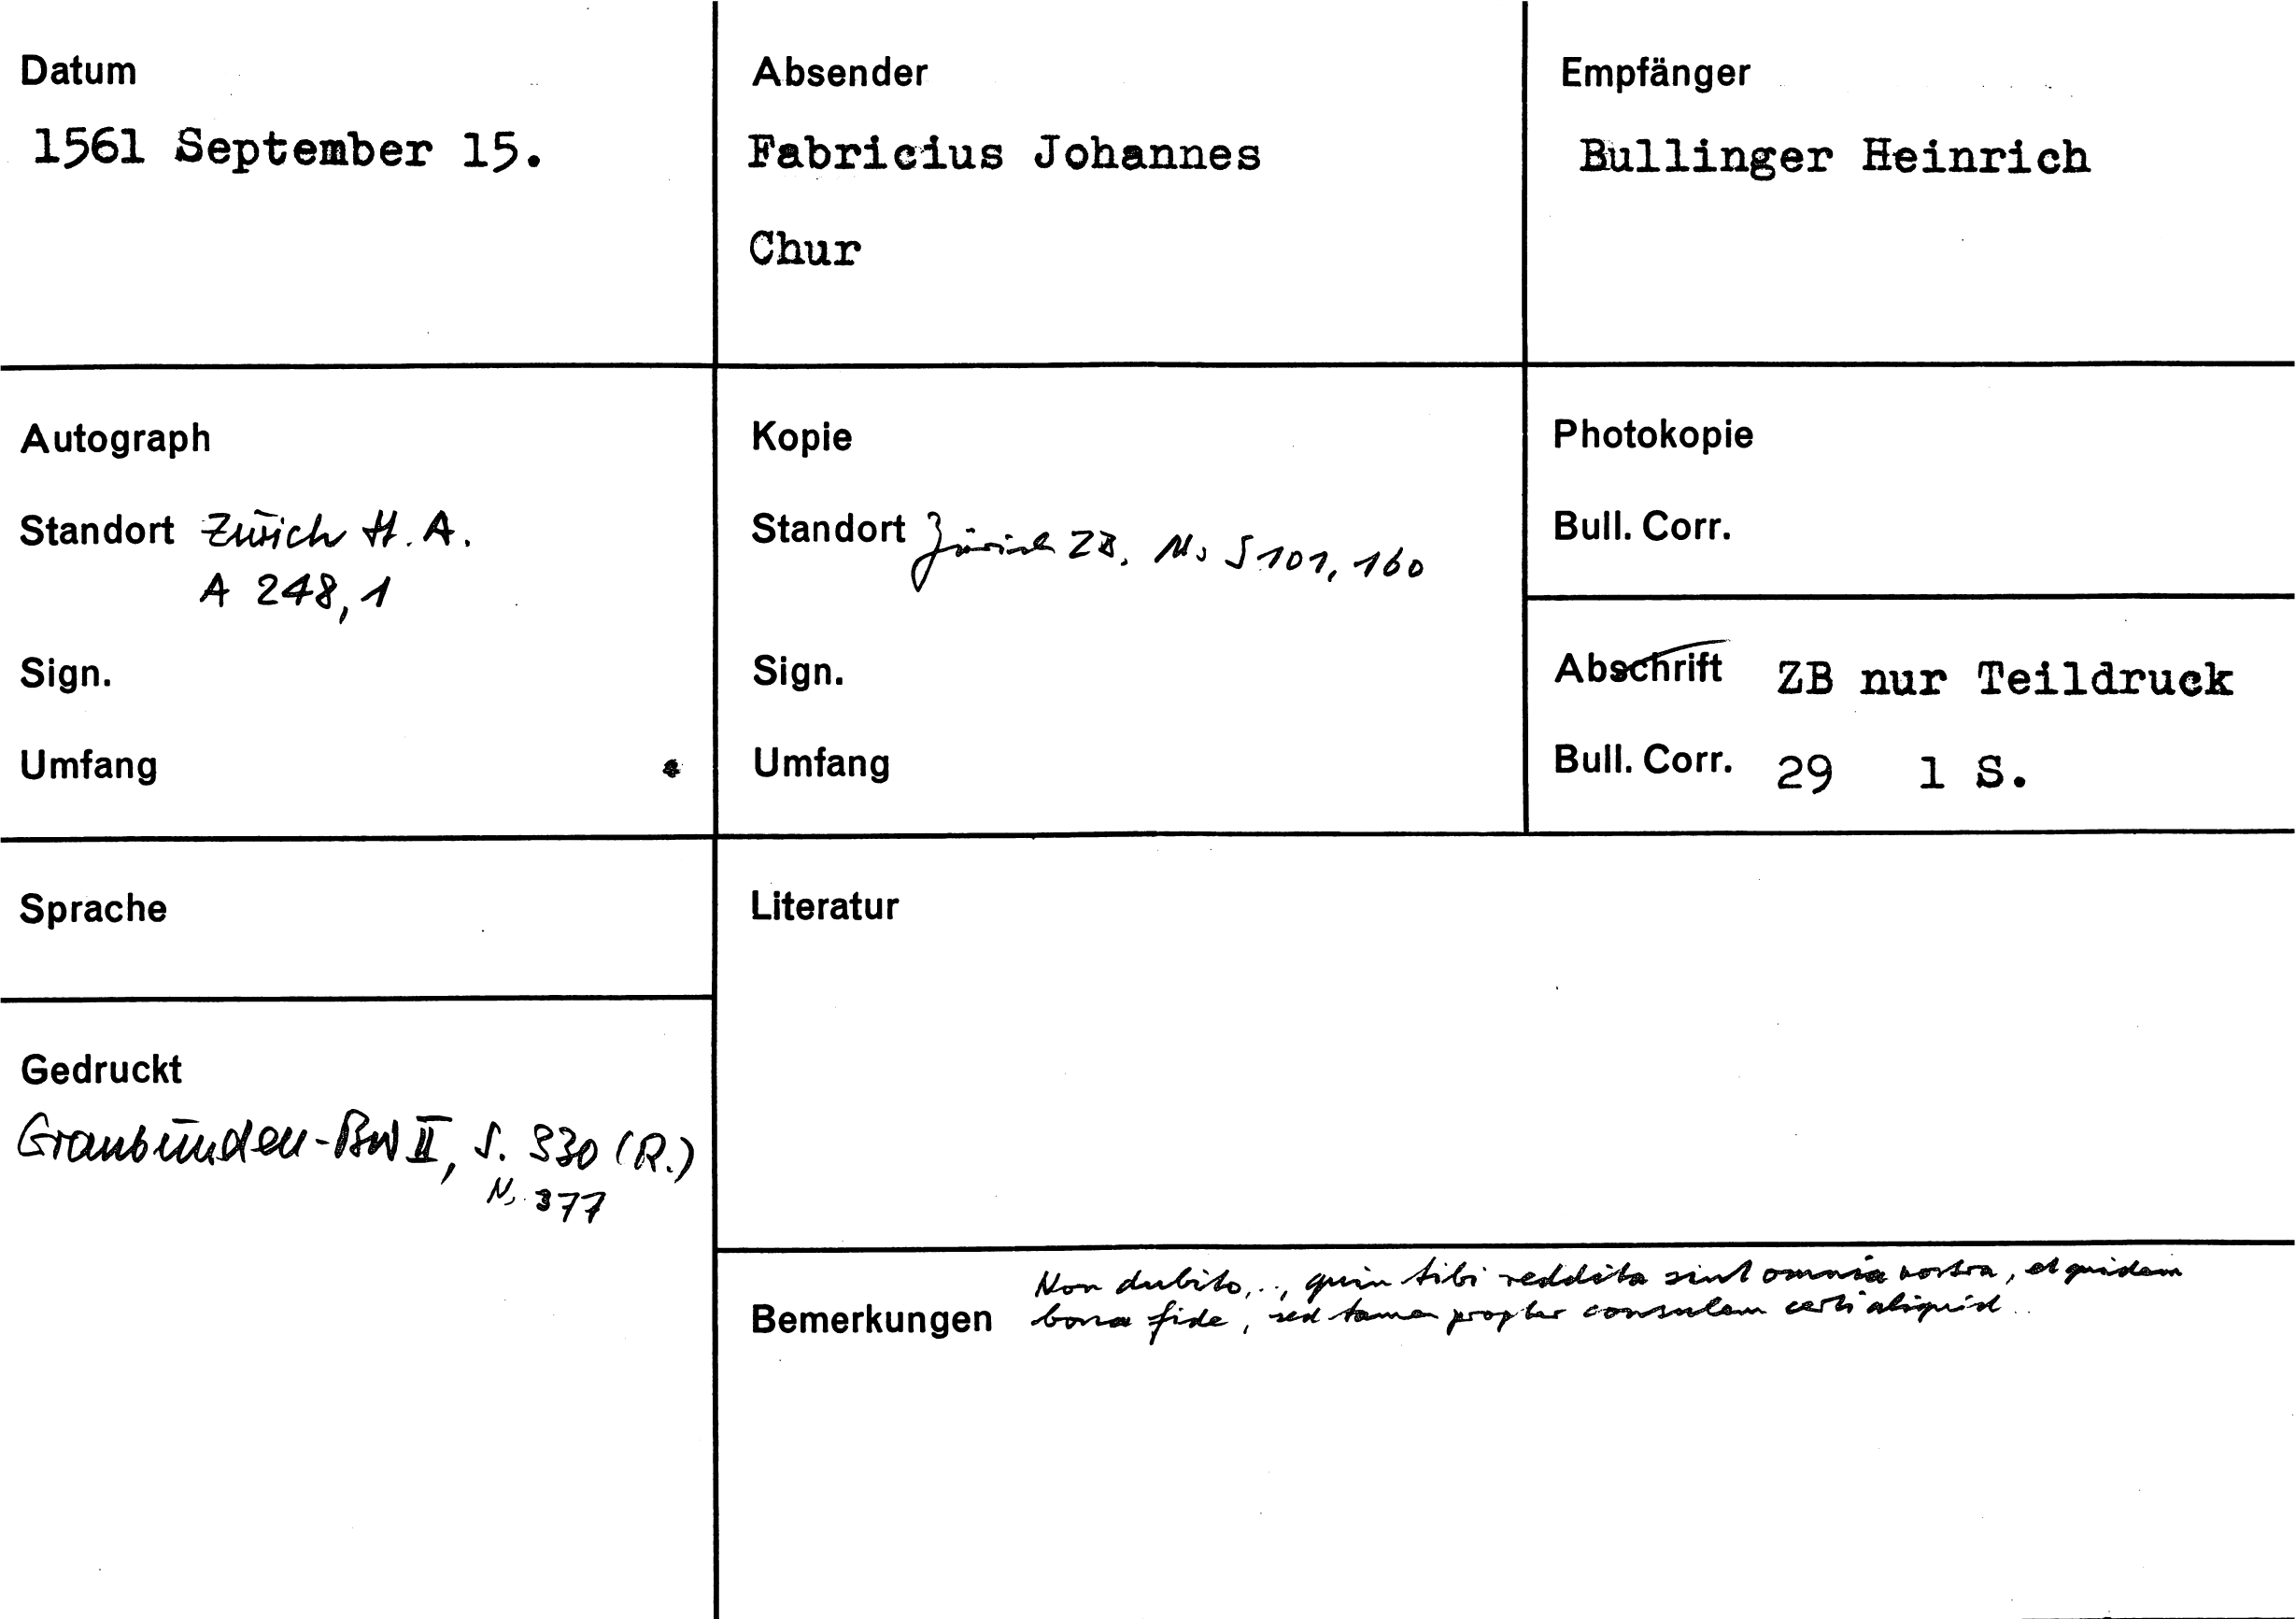 Datum
1561 September 15.
Absender
Fabricius Johannes
Chur
Empfänger
Bullinger Heinrich
Autograph
Standort Zürich H. A.
A 248, 1
Sign.
Umfang
Kopie
Standort Zürich ZB. Ms S 101, 160
Sign.
Umfang
Photokopie
Bull. Corr.
Abschrift ZB nur Teildruck
Bull. Corr. 29 1 S.
Sprache
Gedruckt
Graubünden-BW II, S. 330 (R.)
N. 377
Literatur
Bemerkungen
Non dubito, .., quin tibi reddita sint omnia nostra, et quidem
bona fide, sed tamen propter consulem certi aliquid ..